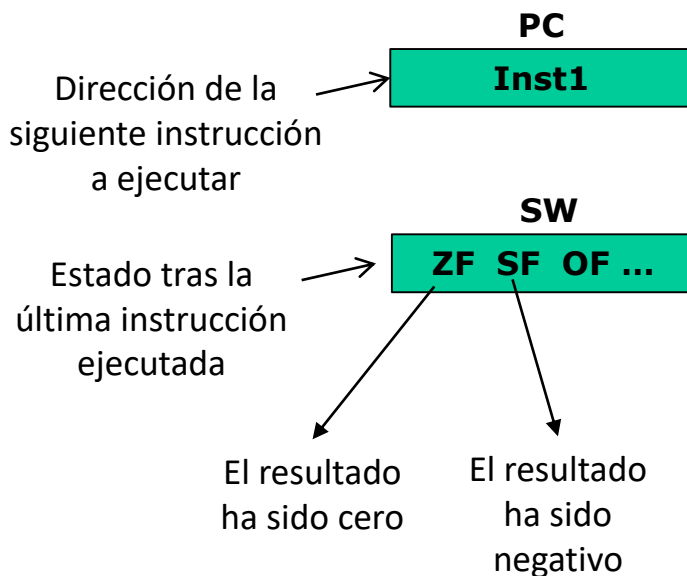 PC
Inst1
Dirección de la
siguiente instrucción
a ejecutar
SW
ZF SF OF ...
Estado tras la
última instrucción
ejecutada
El resultado
ha sido cero
El resultado
ha sido
negativo